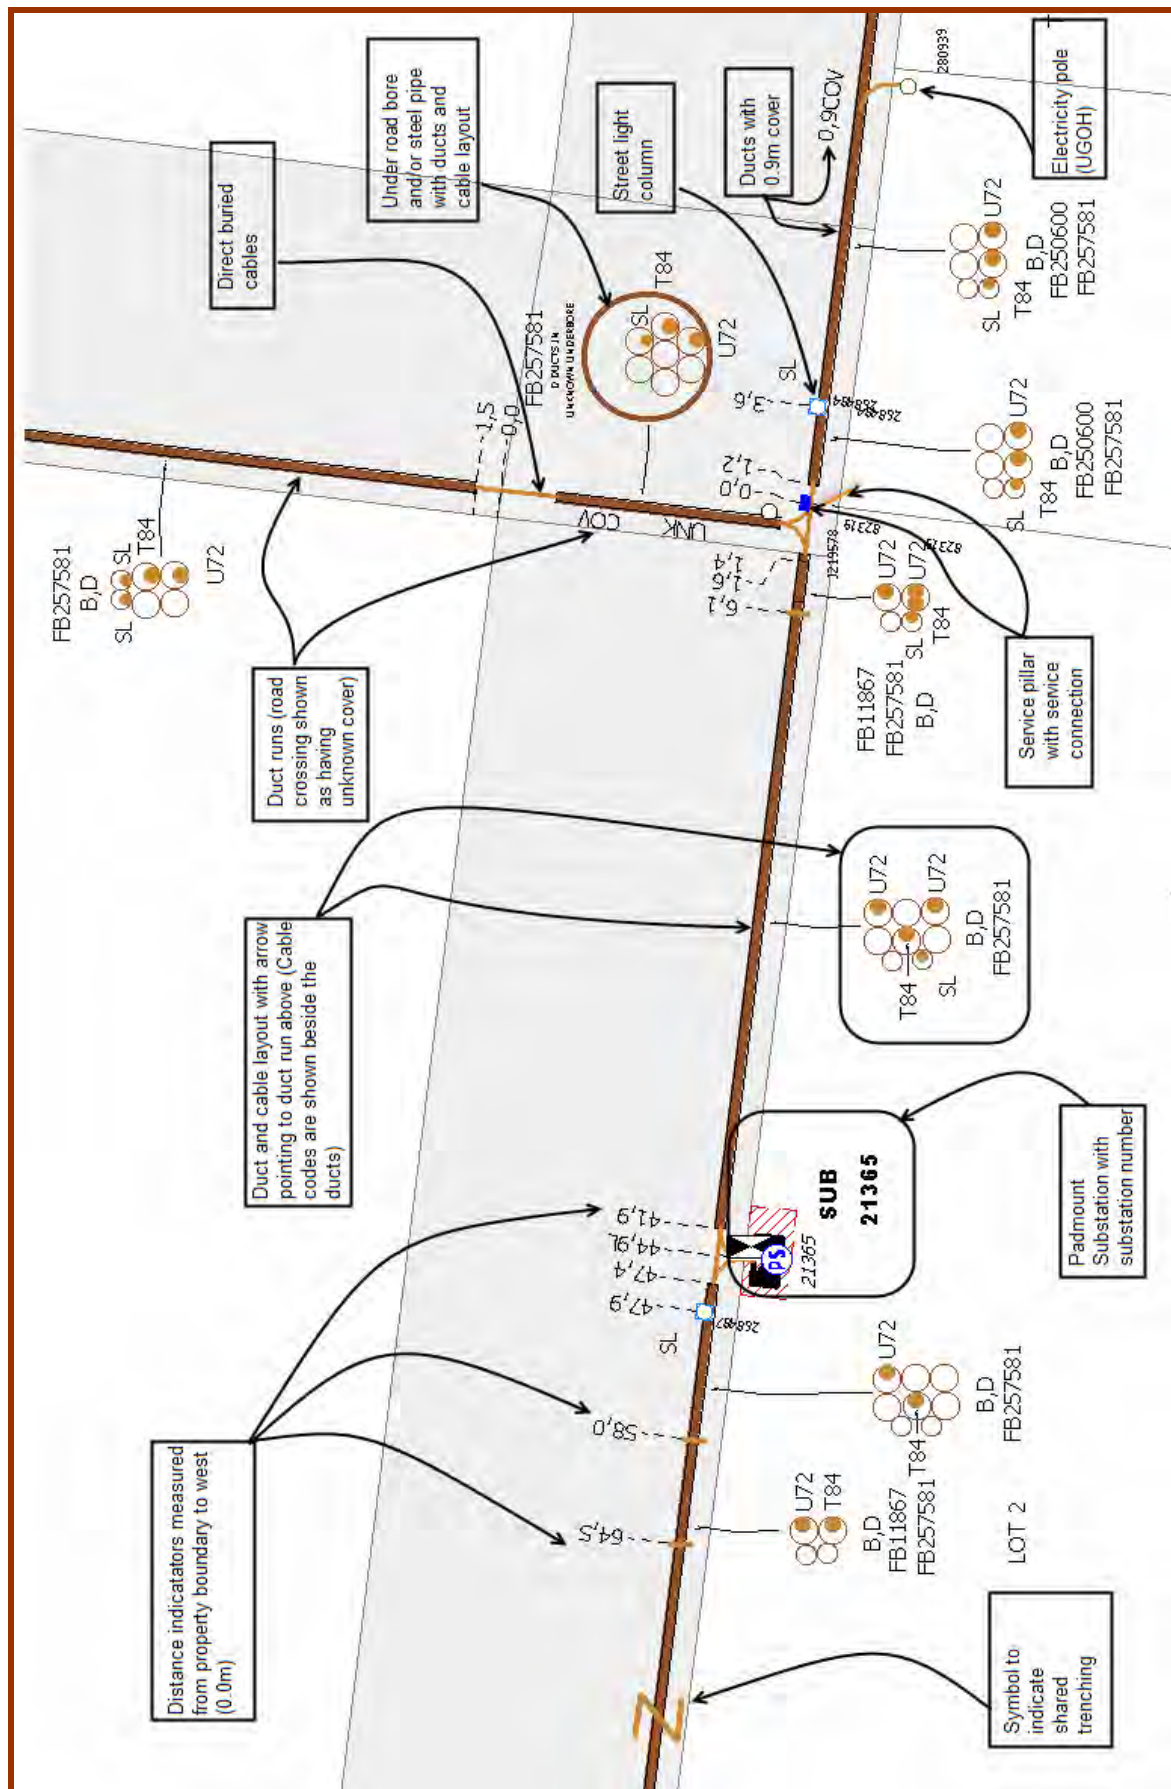 Under road bore
and/or steel pipe
with ducts and
cable layout
Street light
column
Ducts with
0.9m cover
Electricity pole
(UGOH)
280939
0,9COV
Direct buried
cables
FB257581
D DUCTS IN
UNKNOWN UNDERBORE
SL
T84
U72
SL
3,6
268484
268484
1,5
0,0
1,2
0,0
UNK
COV
82319
82319
J219578
1,4
1,6
6,1
U72
SL
T84
B,D
FB250600
FB257581
U72
SL
T84
B,D
FB250600
FB257581
FB257581
B,D
SL
SL
T84
U72
Duct runs (road
crossing shown
as having
unknown cover)
U72
U72
SL
T84
FB11867
FB257581
B,D
Service pillar
with service
connection
Duct and cable layout with arrow
pointing to duct run above (Cable
codes are shown beside the
ducts)
U72
U72
T84
SL
B,D
FB257581
Padmount
Substation with
substation number
SUB
21365
PS
21365
41,9
44,9L
47,4
47,9
SL
58,0
64,5
Distance indicatators measured
from property boundary to west
(0.0m)
U72
T84
B,D
FB257581
U72
T84
B,D
FB11867
FB257581
LOT 2
Symbol to
indicate
shared
trenching